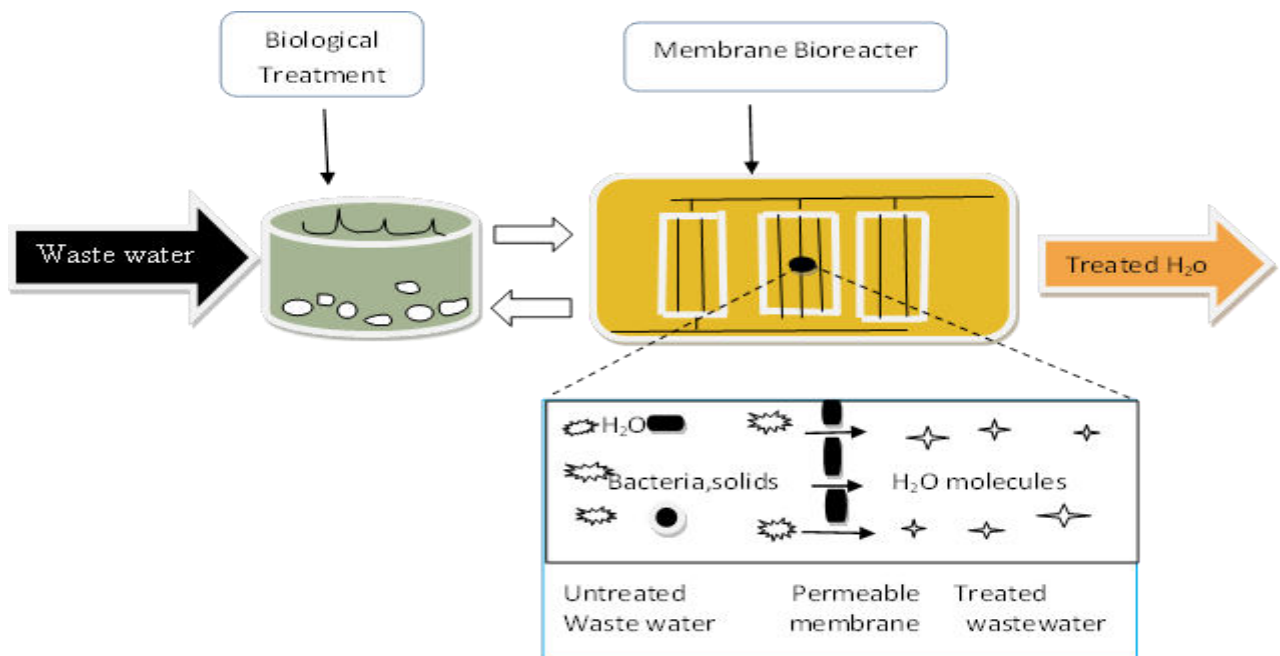 Biological
Treatment
Membrane Bioreacter
Waste water
Treated H₂o
H₂O
Bacteria,solids
H₂O molecules
Untreated
Waste water
Permeable
membrane
Treated
wastewater